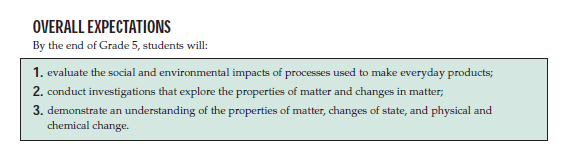 OVERALL EXPECTATIONS
By the end of Grade 5, students will:
1. evaluate the social and environmental impacts of processes used to make everyday products;
2. conduct investigations that explore the properties of matter and changes in matter;
3. demonstrate an understanding of the properties of matter, changes of state, and physical and
chemical change.